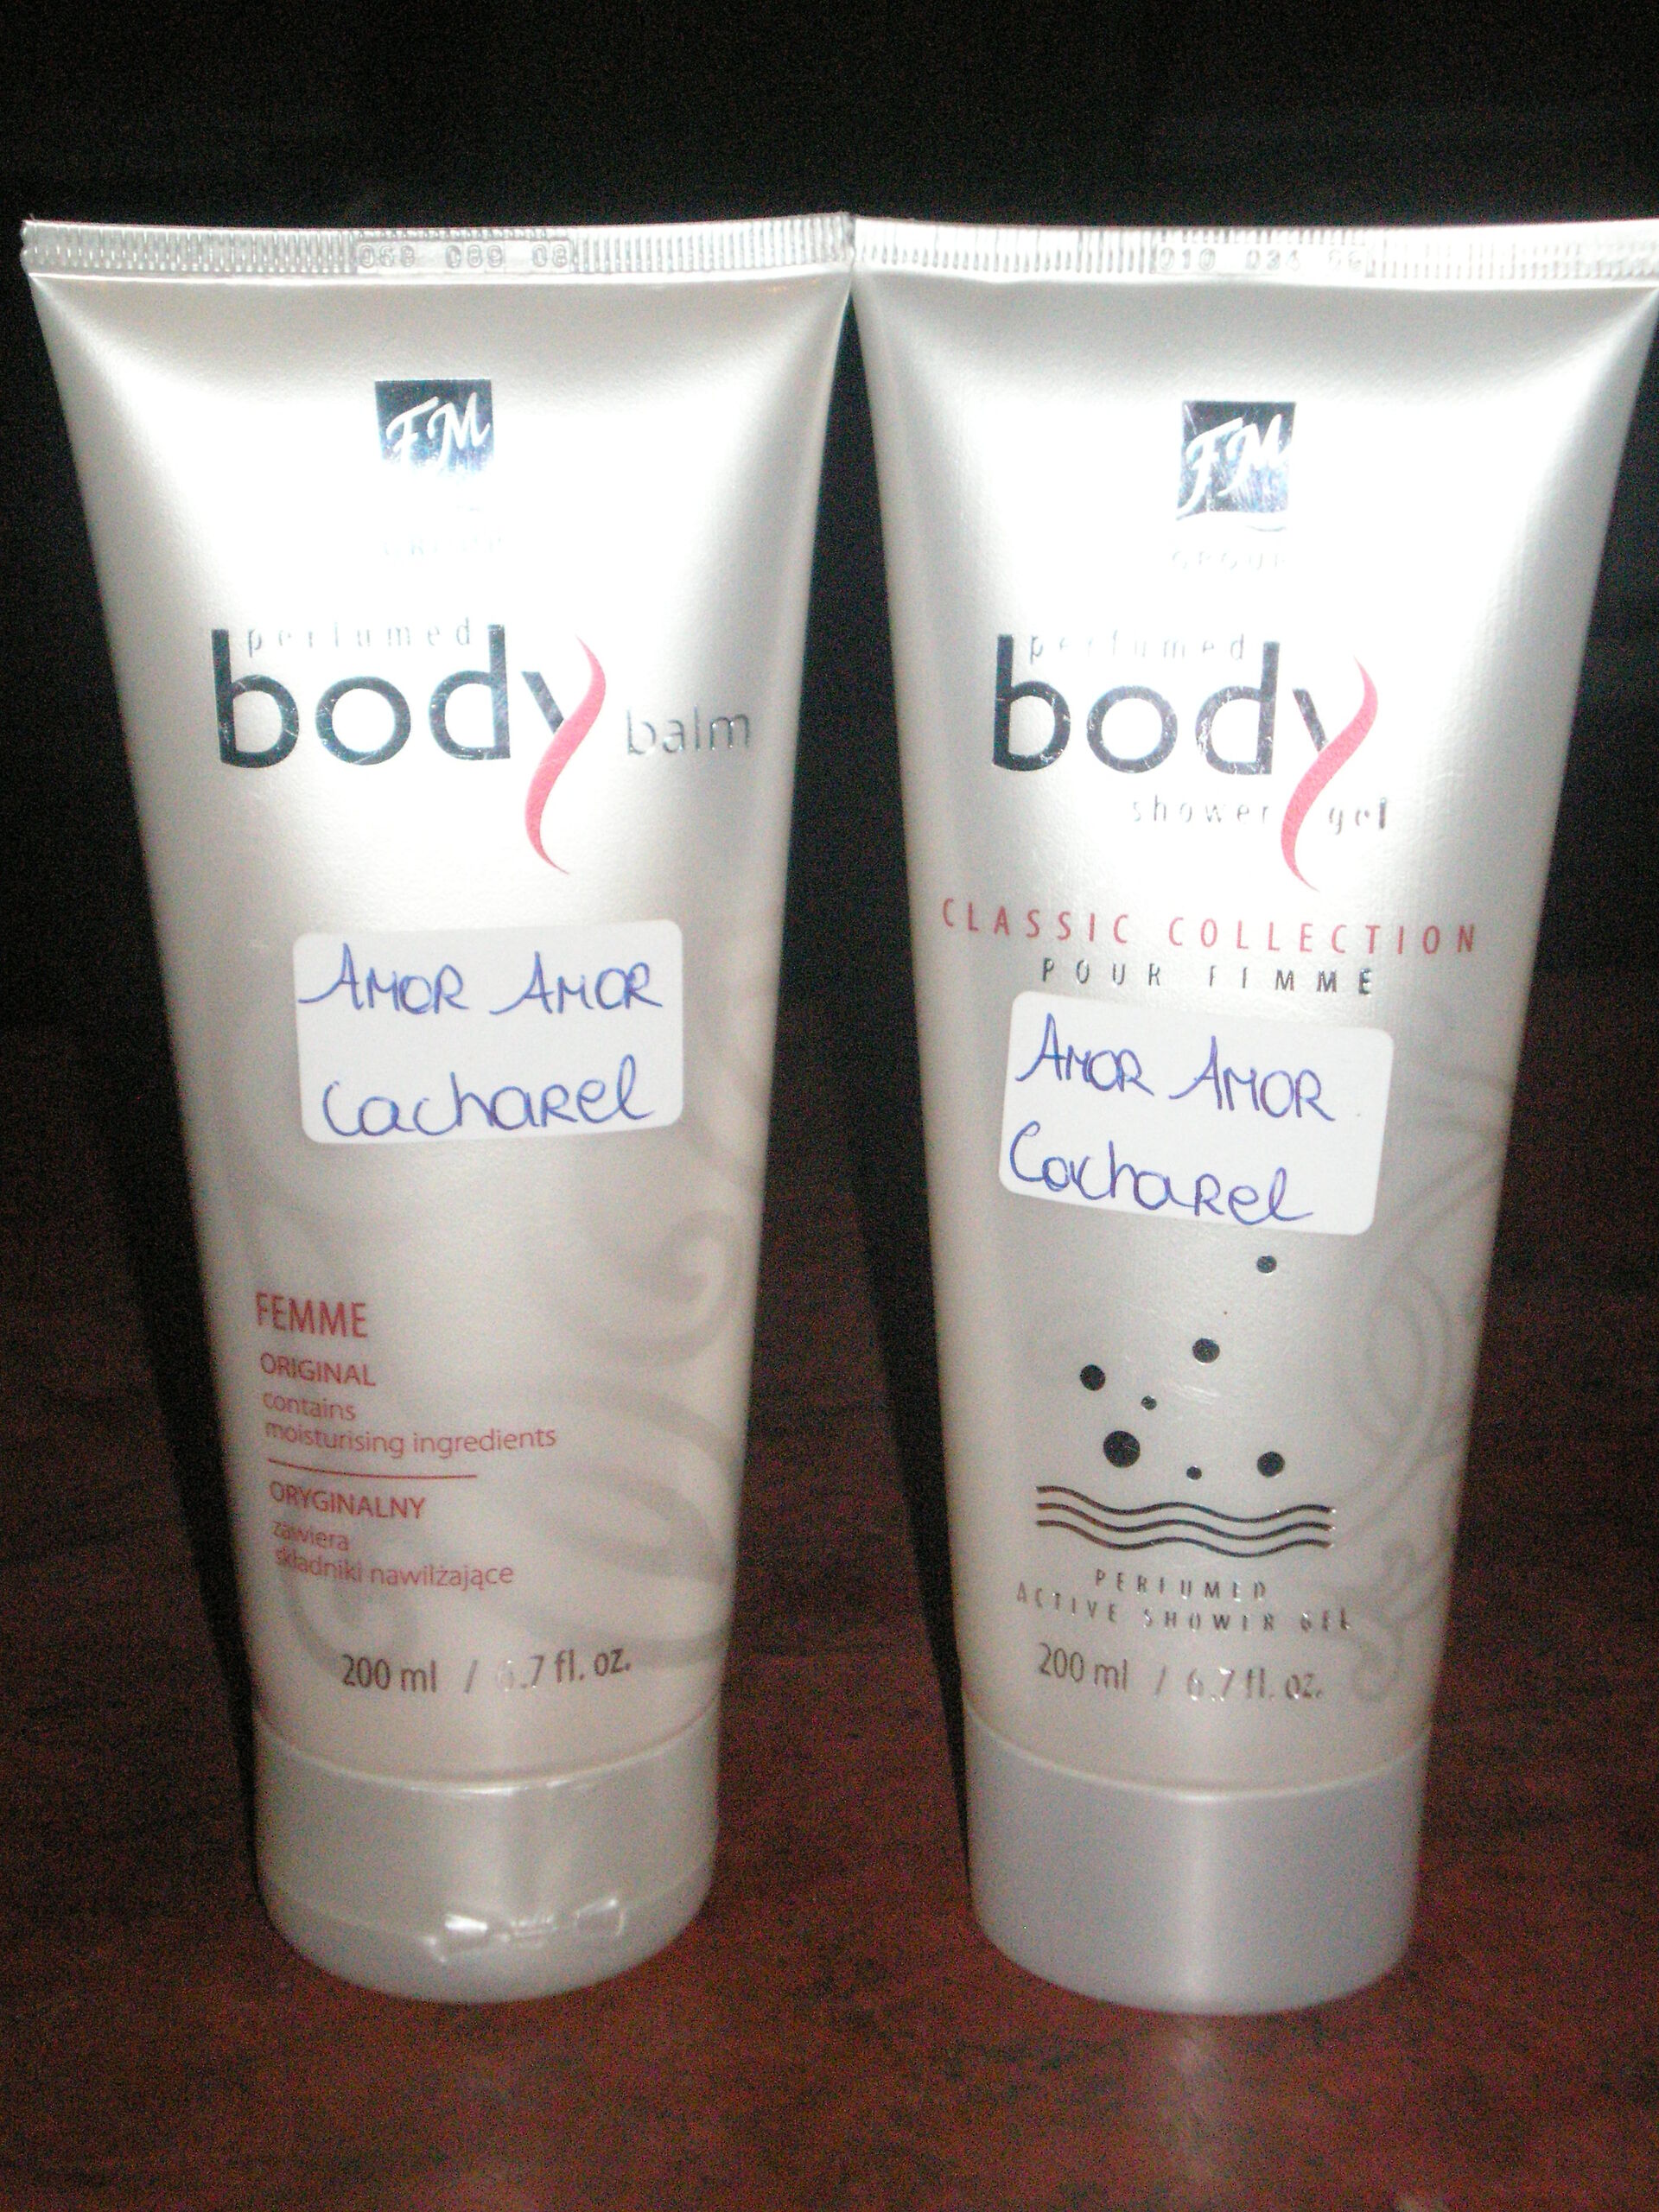 FM
perfumed
body
balm
AMOR AMOR
Cacharel
FEMME
ORIGINAL
contains
moisturising ingredients
ORYGINALNY
zawiera
składniki nawilżające
200 ml / 6.7 fl. oz.
FM
GROUP
perfumed
body
shower gel
CLASSIC COLLECTION
POUR FEMME
AMOR AMOR
Cacharel
PERFUMED
ACTIVE SHOWER GEL
200 ml / 6.7 fl. oz.